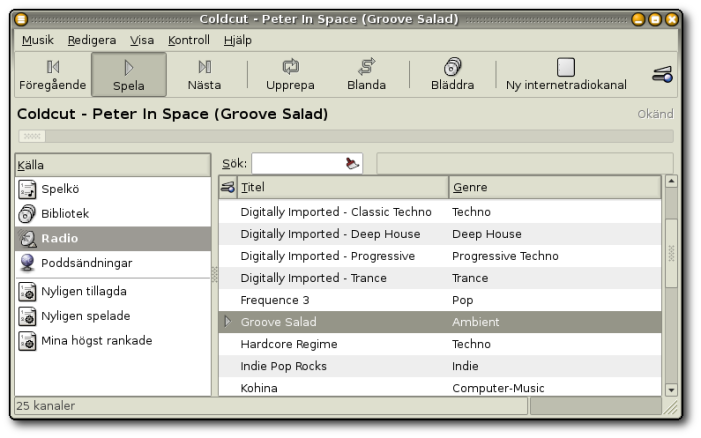 Coldcut - Peter In Space (Groove Salad)
Musik Redigera Visa Kontroll Hjälp
Föregående Spela Nästa Upprepa Blanda Bläddra Ny internetradiokanal
Coldcut - Peter In Space (Groove Salad) Okänd
Källa
Spelkö
Bibliotek
Radio
Poddsändningar
Nyligen tillagda
Nyligen spelade
Mina högst rankade
Sök:
Titel Genre
Digitally Imported - Classic Techno Techno
Digitally Imported - Deep House Deep House
Digitally Imported - Progressive Progressive Techno
Digitally Imported - Trance Trance
Frequence 3 Pop
Groove Salad Ambient
Hardcore Regime Techno
Indie Pop Rocks Indie
Kohina Computer-Music
25 kanaler